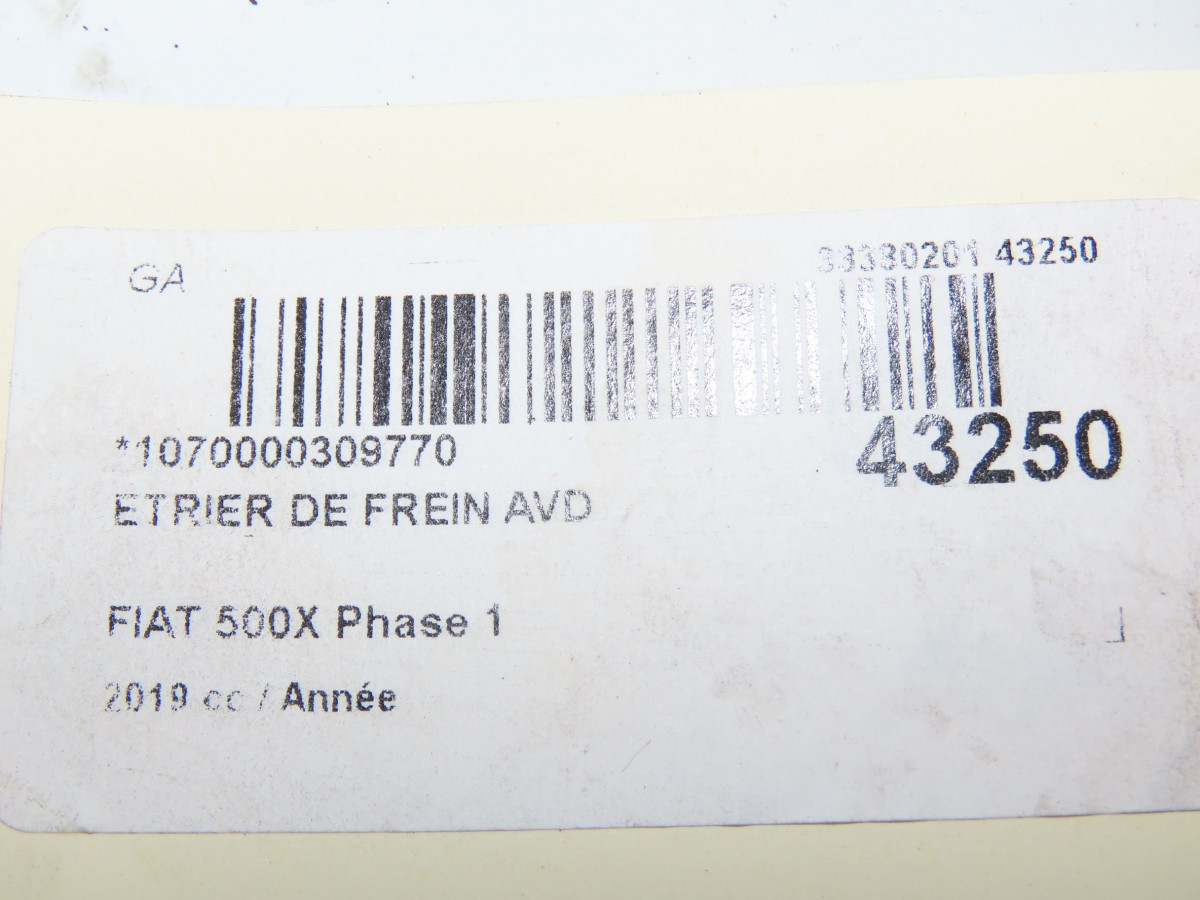 GA
33330201 43250
*1070000309770
43250
ETRIER DE FREIN AVD
FIAT 500X Phase 1
2019 cc / Année